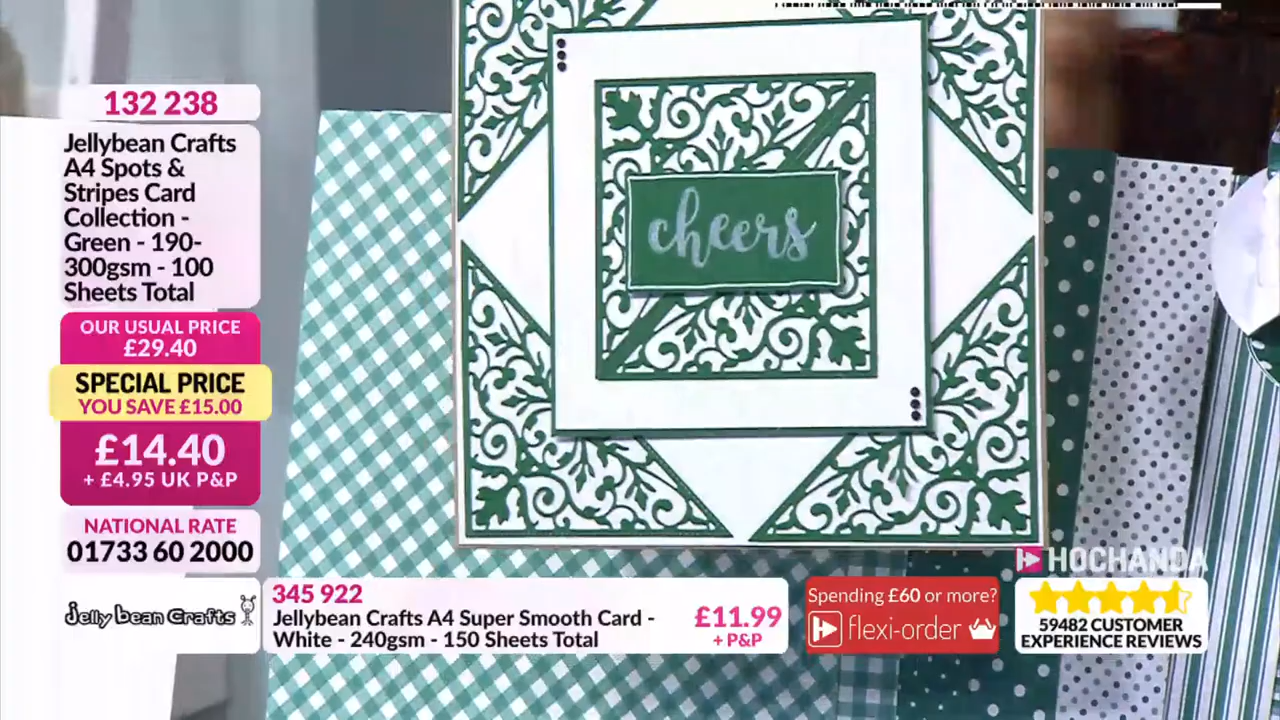 132 238
Jellybean Crafts
A4 Spots &
Stripes Card
Collection -
Green - 190-
300gsm - 100
Sheets Total
OUR USUAL PRICE
£29.40
SPECIAL PRICE
YOU SAVE £15.00
£14.40
+ £4.95 UK P&P
NATIONAL RATE
01733 60 2000
cheers
HOCHANDA
Jellybean Crafts
345 922
Jellybean Crafts A4 Super Smooth Card -
White - 240gsm - 150 Sheets Total
£11.99
+ P&P
Spending £60 or more?
flexi-order
59482 CUSTOMER
EXPERIENCE REVIEWS